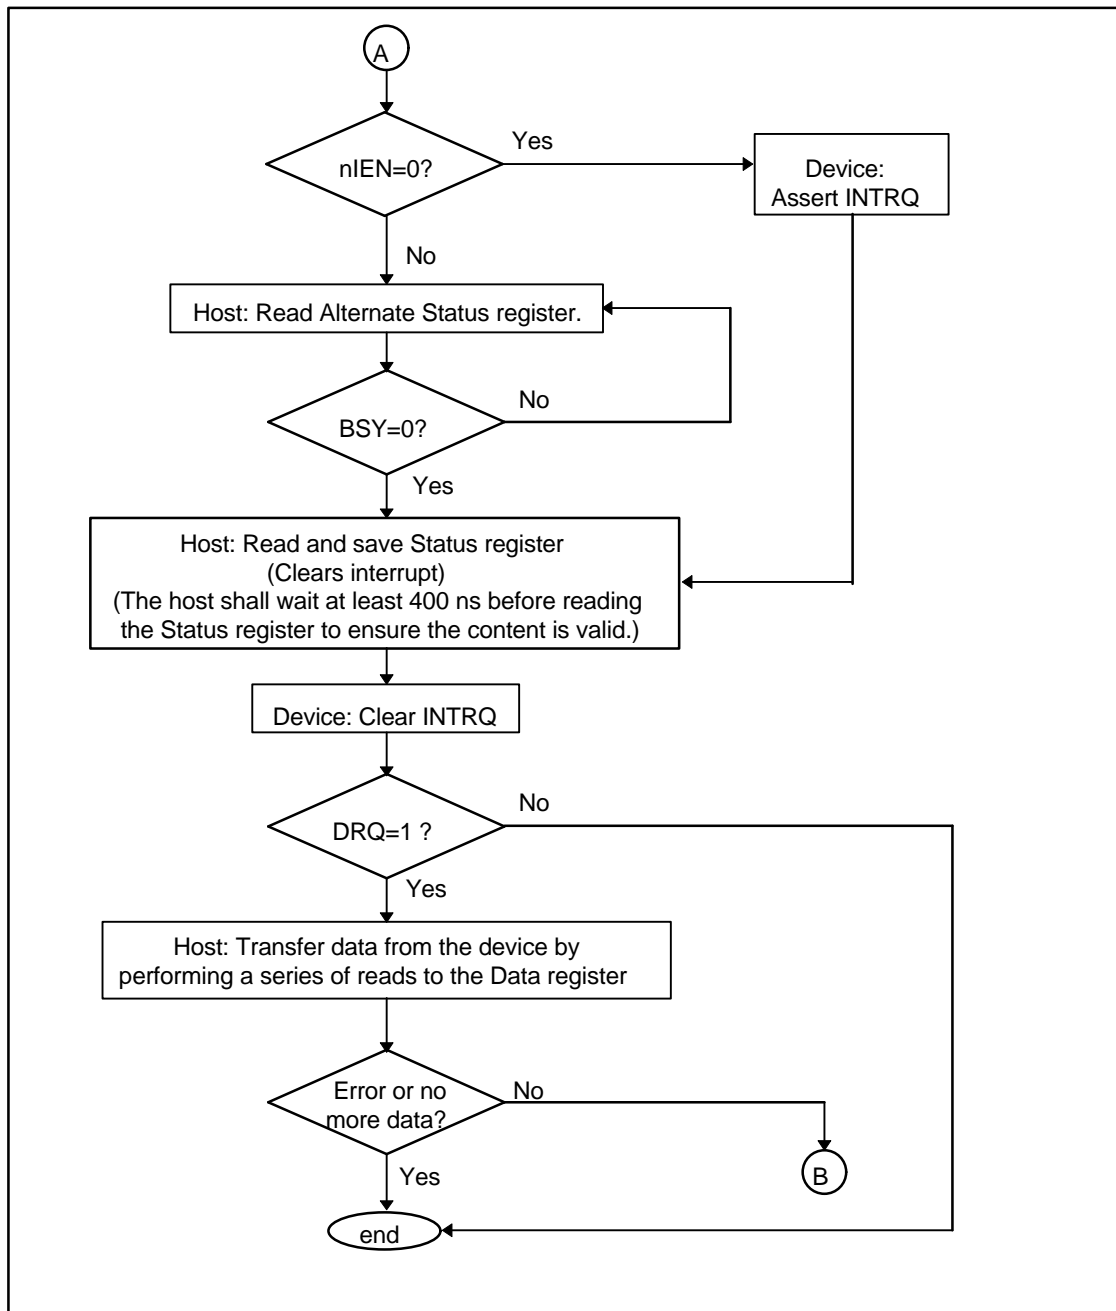 A
nIEN=0?
Yes
Device:
Assert INTRQ
No
Host: Read Alternate Status register.
BSY=0?
No
Yes
Host: Read and save Status register
(Clears interrupt)
(The host shall wait at least 400 ns before reading
the Status register to ensure the content is valid.)
Device: Clear INTRQ
DRQ=1 ?
No
Yes
Host: Transfer data from the device by
performing a series of reads to the Data register
Error or no
more data?
No
B
Yes
end